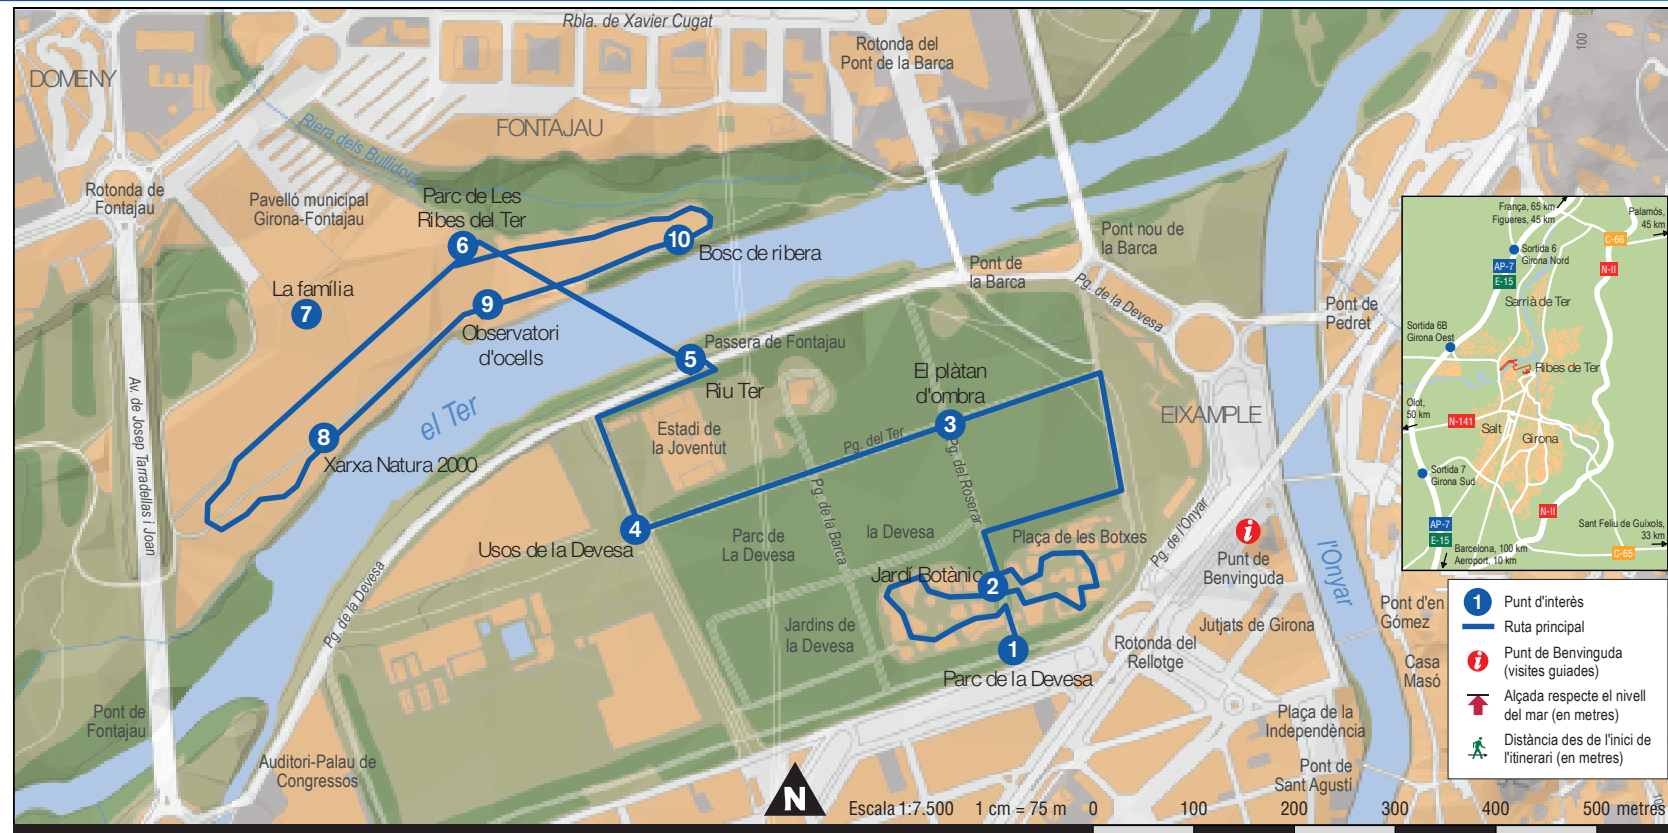 Rbla. de Xavier Cugat
Rotonda del
Pont de la Barca
100
DOMENY
FONTAJAU
Riera dels Bullidors
Rotonda de
Fontajau
Pavelló municipal
Girona-Fontajau
Parc de Les
Ribes del Ter
6
10
Bosc de ribera
Pont nou de
la Barca
Pont de
la Barca
Pg. de la Devesa
Pont de
Pedret
La família
7
9
Observatori
d'ocells
5
Passera de Fontajau
Riu Ter
El plàtan
d'ombra
3
EIXAMPLE
Av. de Josep Tarradellas i Joan
el Ter
8
Xarxa Natura 2000
Estadi de
la Joventut
Pg. del Ter
Pg. del Roserar
Pg. de la Barca
4
Usos de la Devesa
Parc de
La Devesa
la Devesa
Plaça de les Botxes
Pg. de l'Onyar
i
Punt de
Benvinguda
l'Onyar
Jardí Botànic
2
Pg. de la Devesa
Jardins de
la Devesa
1
Parc de la Devesa
Rotonda del
Rellotge
Jutjats de Girona
Pont d'en
Gómez
Casa
Masó
Pont de
Fontajau
Auditori-Palau de
Congressos
Plaça de la
Independència
Pont de
Sant Agustí
N
Escala 1:7.500 1 cm = 75 m 0 100 200 300 400 500 metres
França, 65 km
Figueres, 45 km
Palamós,
45 km
C-66
Sortida 6
Girona Nord
AP-7
E-15
N-II
Sarrià de Ter
Sortida 6B
Girona Oest
Ribes de Ter
Olot,
50 km
N-141
Salt
Girona
Sortida 7
Girona Sud
N-II
AP-7
E-15
Sant Feliu de Guíxols,
33 km
Barcelona, 100 km
Aeroport, 10 km
C-65
1 Punt d'interès
Ruta principal
i Punt de Benvinguda
(visites guiades)
Alçada respecte el nivell
del mar (en metres)
Distància des de l'inici de
l'itinerari (en metres)